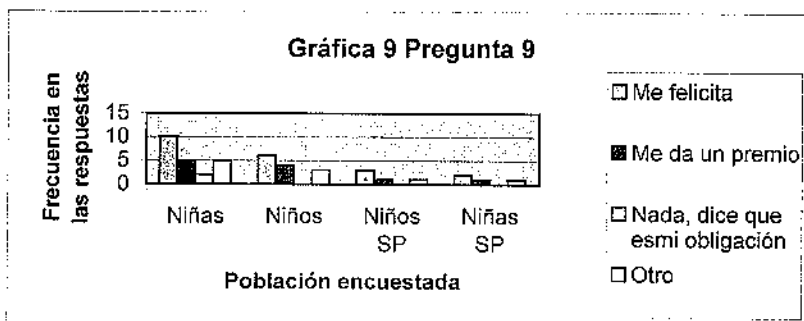 Gráfica 9 Pregunta 9
Frecuencia en
las respuestas
15
10
5
0
Niñas
Niños
Niños
SP
Niñas
SP
Población encuestada
Me felicita
Me da un premio
Nada, dice que
esmi obligación
Otro